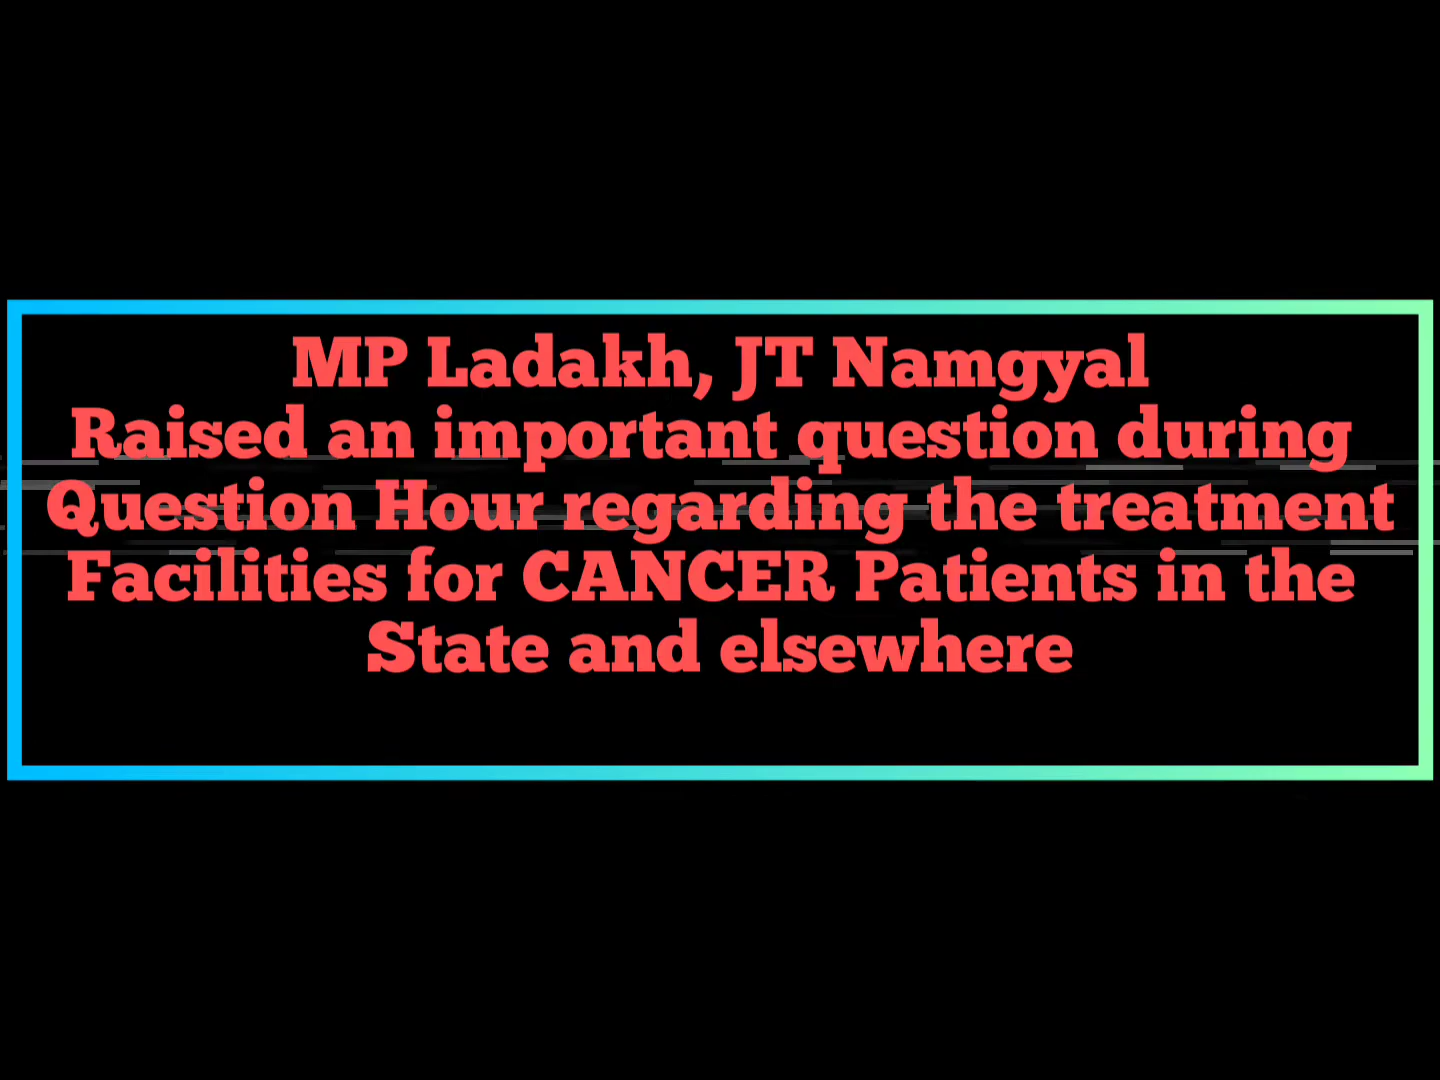 MP Ladakh, JT Namgyal
Raised an important question during
Question Hour regarding the treatment
Facilities for CANCER Patients in the
State and elsewhere